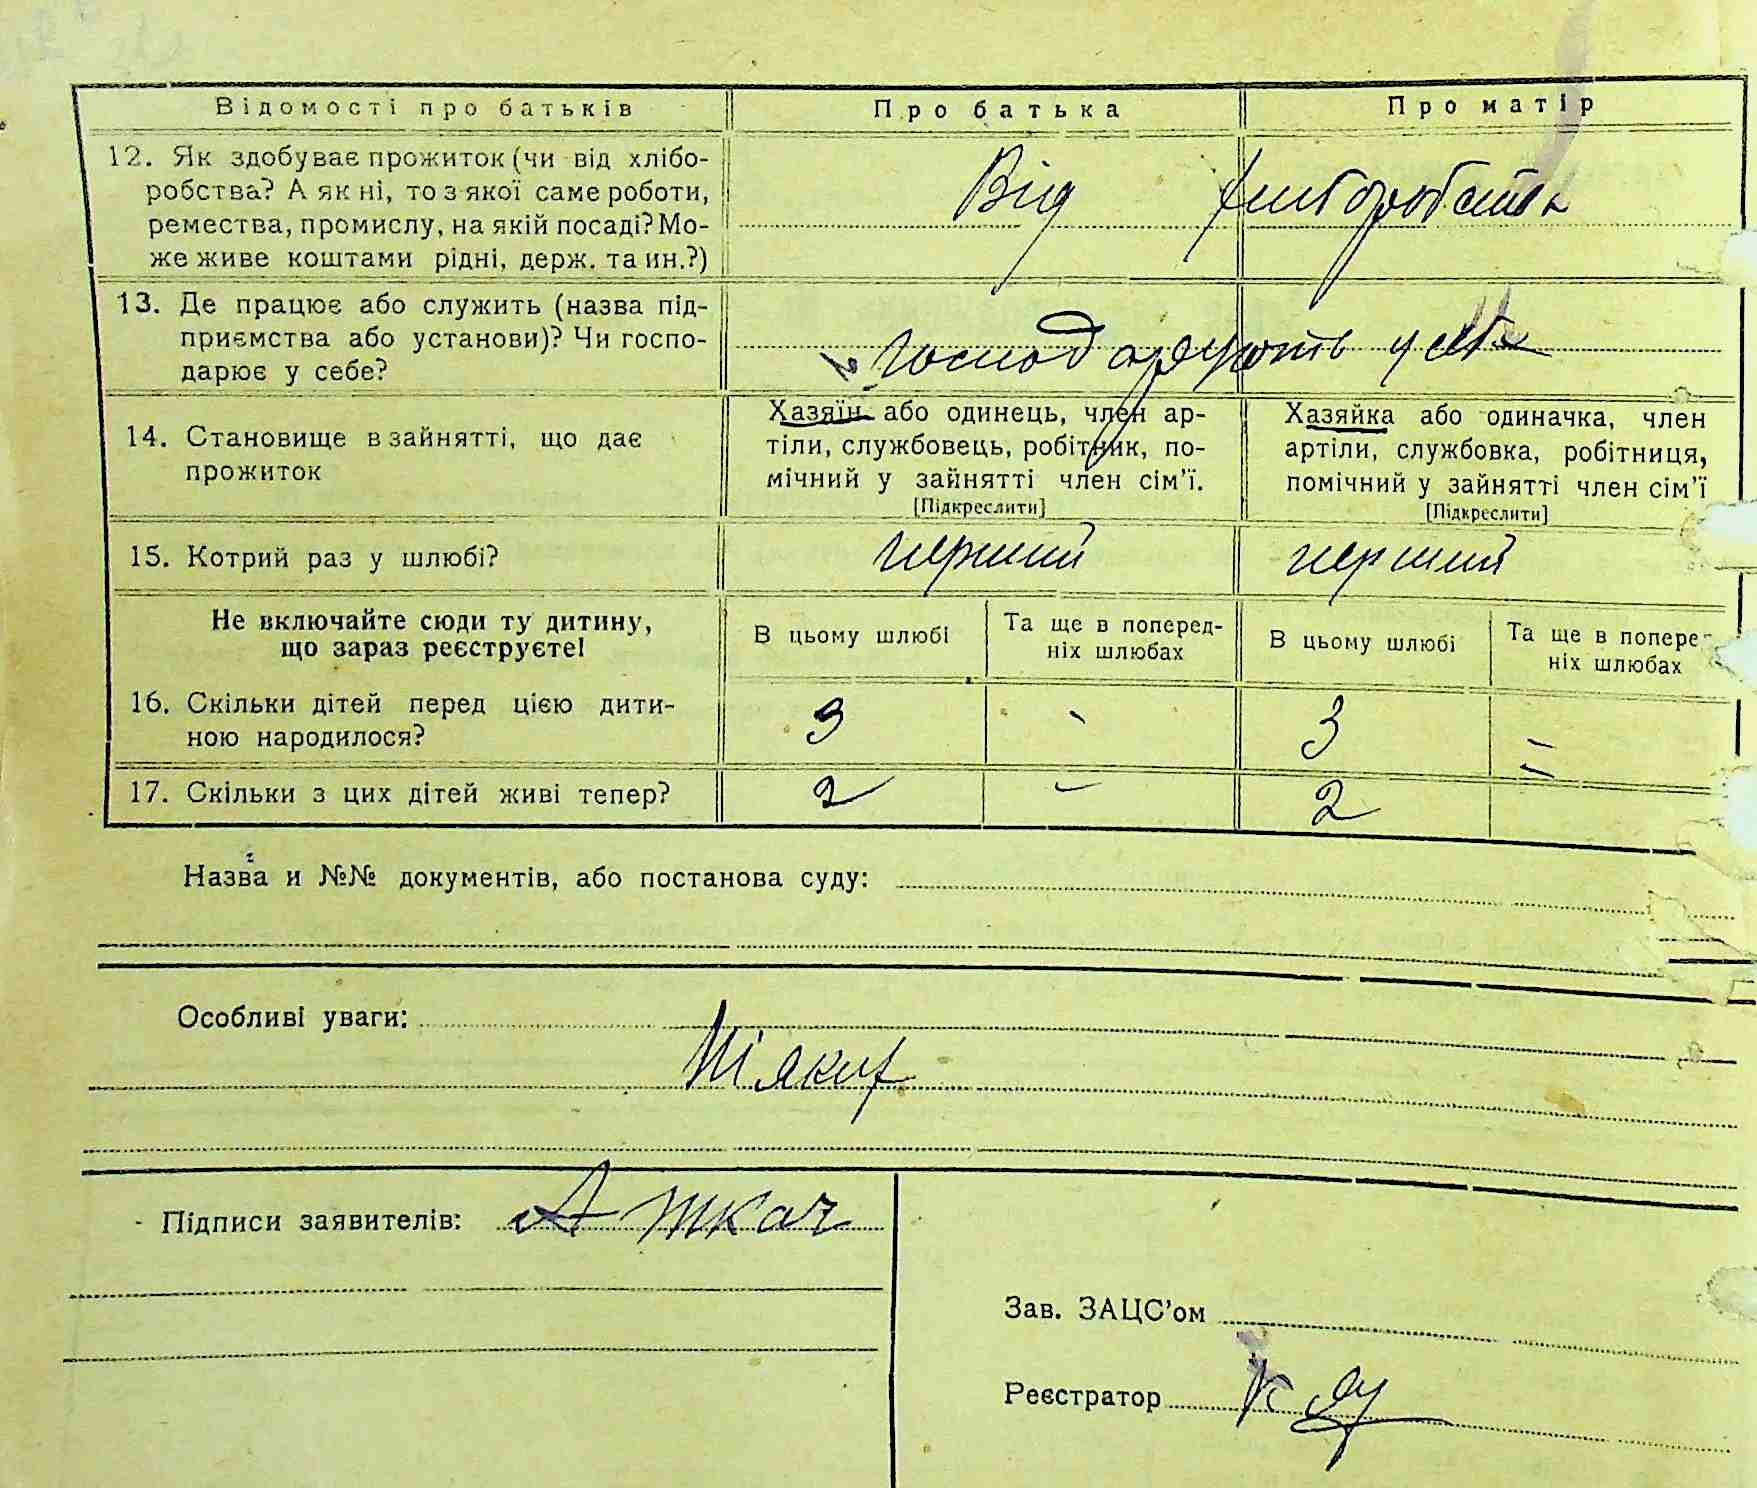 Відомості про батьків Про батька Про матір
12. Як здобуває прожиток (чи від хлібо-
робства? А як ні, то з якої саме роботи,
ремества, промислу, на якій посаді? Мо-
же живе коштами рідні, держ. та ин.?)
Від хліборобства
13. Де працює або служить (назва під-
приємства або установи)? Чи госпо-
дарює у себе?
господарюють у себе
14. Становище в зайнятті, що дає
прожиток
Хазяїн або одинець, член ар-
тіли, службовець, робітник, по-
мічний у зайнятті член сім'ї.
[Підкреслити]
Хазяйка або одиначка, член
артіли, службовка, робітниця,
помічний у зайнятті член сім'ї
[Підкреслити]
15. Котрий раз у шлюбі? перший перший
Не включайте сюди ту дитину,
що зараз реєструєте!
В цьому шлюбі
Та ще в поперед-
ніх шлюбах
В цьому шлюбі
Та ще в попере-
ніх шлюбах
16. Скільки дітей перед цією дити-
ною народилося?
3 - 3 =
17. Скільки з цих дітей живі тепер? 2 - 2
Назва и №№ документів, або постанова суду:
Особливі уваги:
Ніяких
Підписи заявителів: А Ткач
Зав. ЗАЦС'ом
Реєстратор